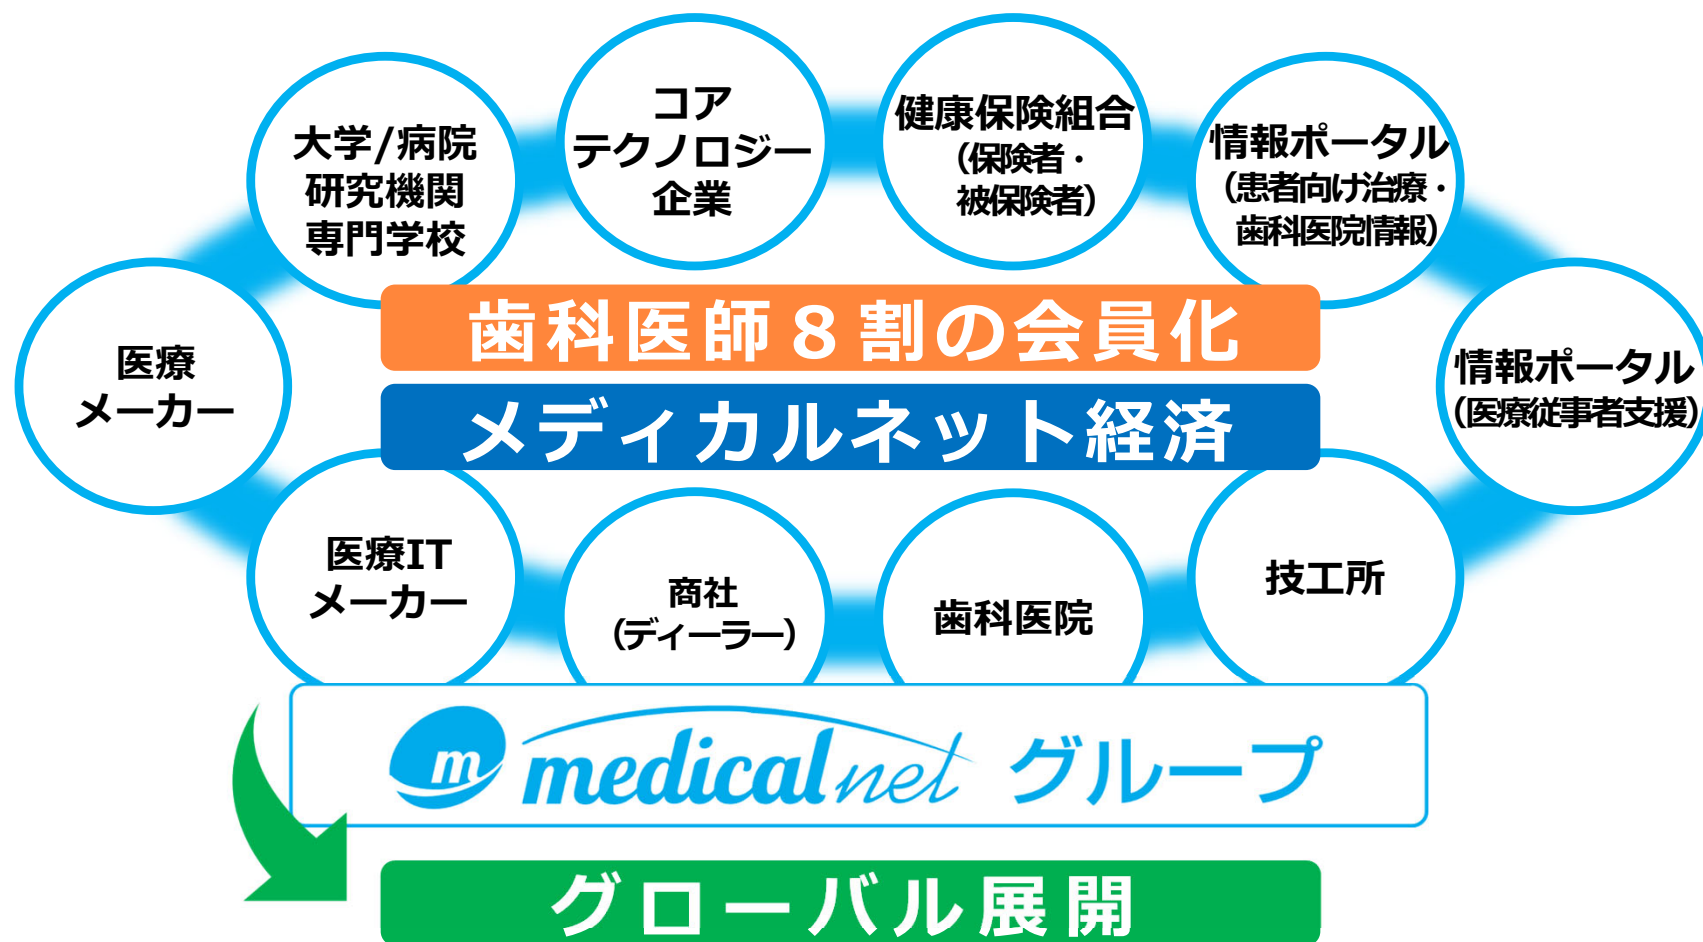 コア
テクノロジー
企業
健康保険組合
（保険者・
被保険者）
大学/病院
研究機関
専門学校
情報ポータル
（患者向け治療・
歯科医院情報）
歯科医師８割の会員化
医療
メーカー
メディカルネット経済
情報ポータル
（医療従事者支援）
医療IT
メーカー
商社
（ディーラー）
歯科医院
技工所
m medicalnet グループ
グローバル展開